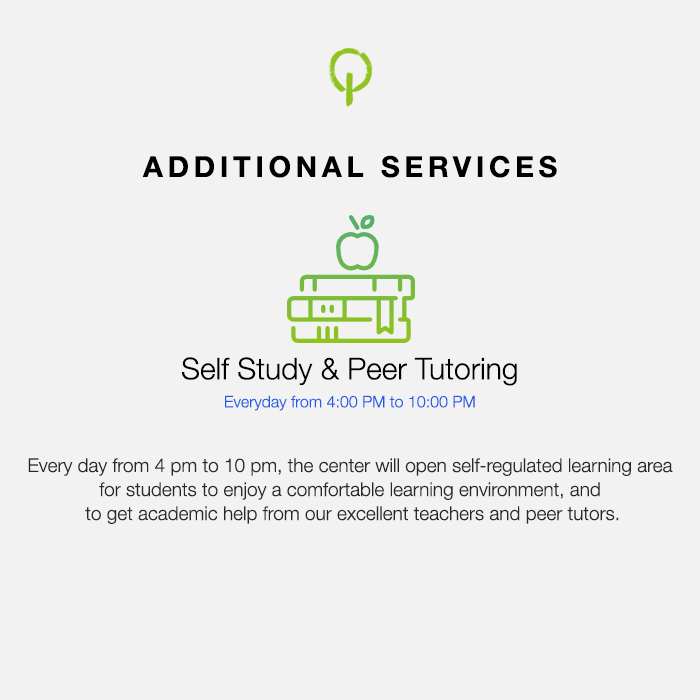 ADDITIONAL SERVICES
Self Study & Peer Tutoring
Everyday from 4:00 PM to 10:00 PM
Every day from 4 pm to 10 pm, the center will open self-regulated learning area
for students to enjoy a comfortable learning environment, and
to get academic help from our excellent teachers and peer tutors.